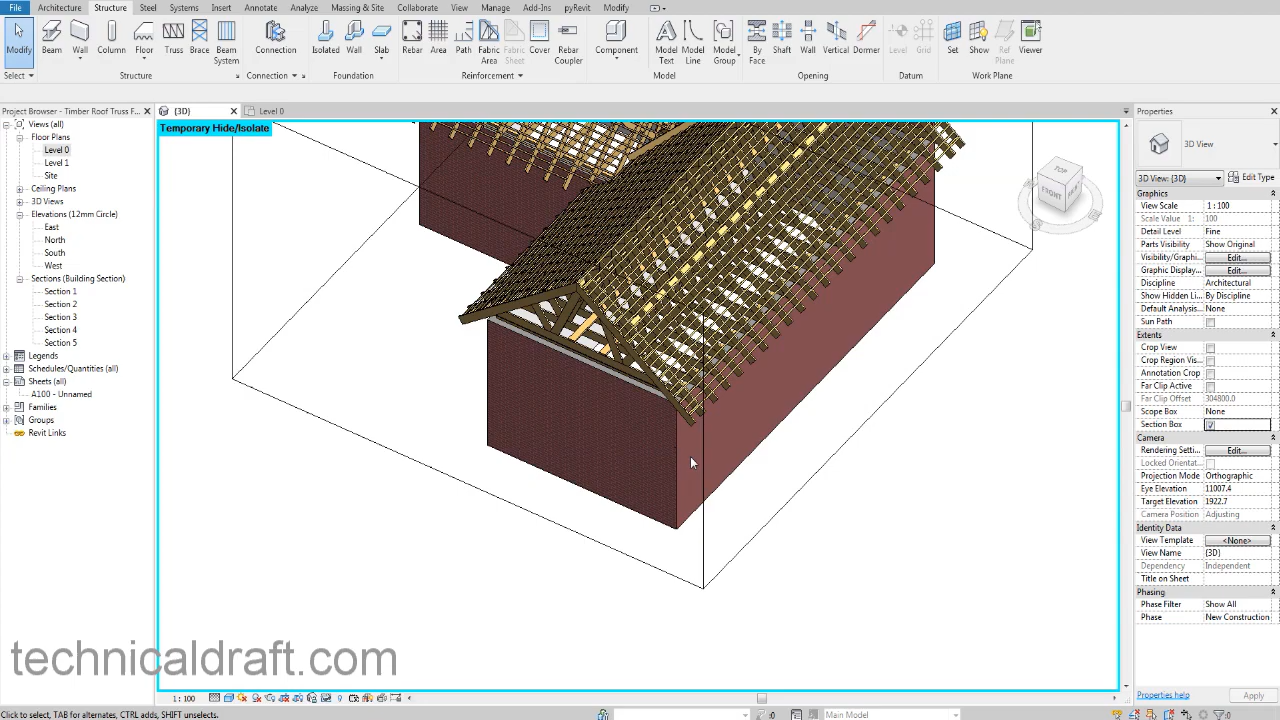 File Architecture Structure Steel Systems Insert Annotate Analyze Massing & Site Collaborate View Manage Add-Ins pyRevit Modify
Modify Beam Wall Column Floor Truss Brace Beam System Connection Isolated Wall Slab Rebar Area Path Fabric Area Fabric Sheet Cover Rebar Coupler Component Model Text Model Line Model Group By Face Shaft Wall Vertical Dormer Level Grid Set Show Ref Plane Viewer
Select Structure Connection Foundation Reinforcement Model Opening Datum Work Plane
Project Browser - Timber Roof Truss F...
{3D}
Level 0
Properties
Temporary Hide/Isolate
Views (all)
Floor Plans
Level 0
Level 1
Site
Ceiling Plans
3D Views
Elevations (12mm Circle)
East
North
South
West
Sections (Building Section)
Section 1
Section 2
Section 3
Section 4
Section 5
Legends
Schedules/Quantities (all)
Sheets (all)
A100 - Unnamed
Families
Groups
Revit Links
TOP
FRONT
3D View
3D View: {3D} Edit Type
Graphics
View Scale 1 : 100
Scale Value 1: 100
Detail Level Fine
Parts Visibility Show Original
Visibility/Graphi... Edit...
Graphic Display... Edit...
Discipline Architectural
Show Hidden Li... By Discipline
Default Analysis... None
Sun Path
Extents
Crop View
Crop Region Vis...
Annotation Crop
Far Clip Active
Far Clip Offset 304800.0
Scope Box None
Section Box
Camera
Rendering Setti... Edit...
Locked Orientat...
Projection Mode Orthographic
Eye Elevation 11007.4
Target Elevation 1922.7
Camera Position Adjusting
Identity Data
View Template <None>
View Name {3D}
Dependency Independent
Title on Sheet
Phasing
Phase Filter Show All
Phase New Construction
technicaldraft.com
1 : 100
Properties help Apply
Click to select, TAB for alternates, CTRL adds, SHIFT unselects.
:0
Main Model
:0